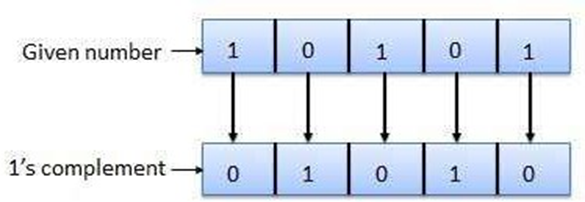 Given number 1 0 1 0 1
1's complement 0 1 0 1 0